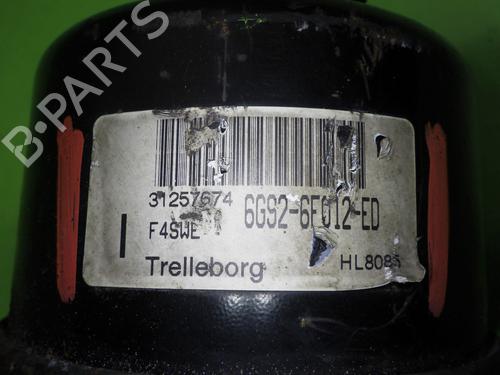 B-PARTS
31257674 6G92-6F012-ED
F4SWE
I
Trelleborg HL8085